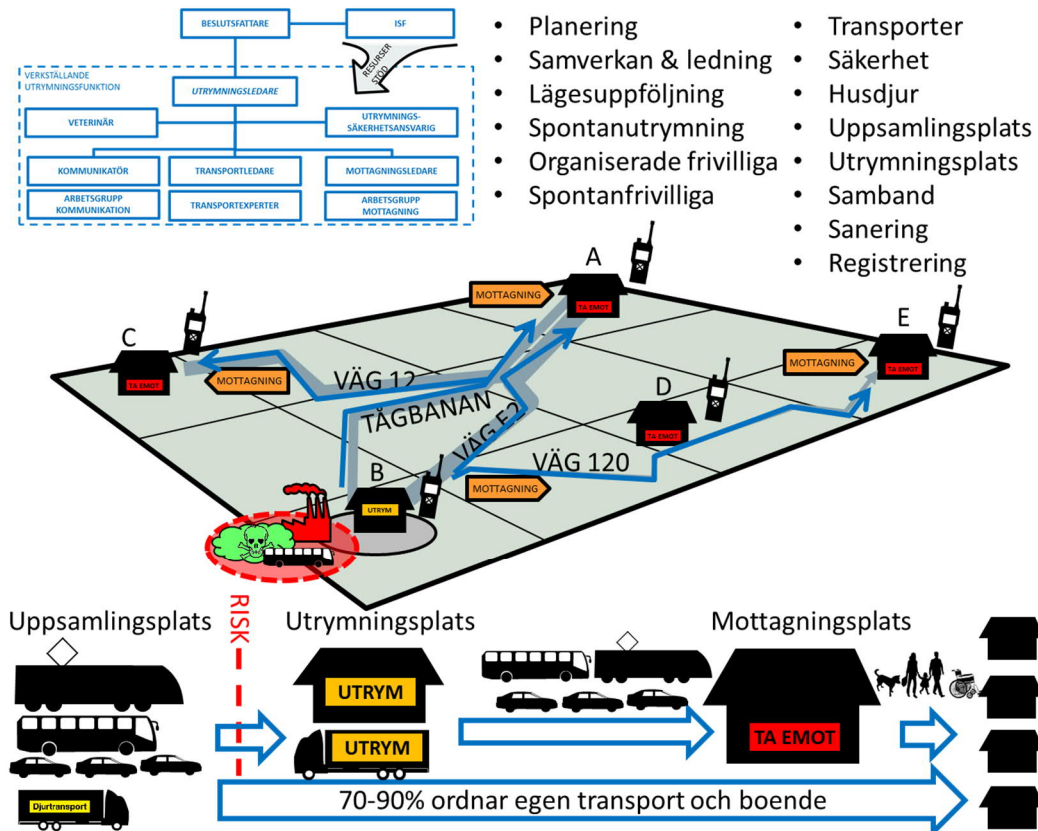 BESLUTSFATTARE
ISF
RESURSER
STÖD
VERKSTÄLLANDE
UTRYMNINGSFUNKTION
UTRYMNINGSLEDARE
VETERINÄR
UTRYMNINGS-
SÄKERHETSANSVARIG
KOMMUNIKATÖR
TRANSPORTLEDARE
MOTTAGNINGSLEDARE
ARBETSGRUPP
KOMMUNIKATION
TRANSPORTEXPERTER
ARBETSGRUPP
MOTTAGNING
• Planering
• Samverkan & ledning
• Lägesuppföljning
• Spontanutrymning
• Organiserade frivilliga
• Spontanfrivilliga
• Transporter
• Säkerhet
• Husdjur
• Uppsamlingsplats
• Utrymningsplats
• Samband
• Sanering
• Registrering
A
MOTTAGNING
TA EMOT
C
TA EMOT
MOTTAGNING
E
MOTTAGNING
TA EMOT
VÄG 12
TÅGBANAN
VÄG E2
D
TA EMOT
VÄG 120
MOTTAGNING
B
UTRYM
RISK
Uppsamlingsplats
Utrymningsplats
Mottagningsplats
UTRYM
UTRYM
TA EMOT
Djurtransport
70-90% ordnar egen transport och boende